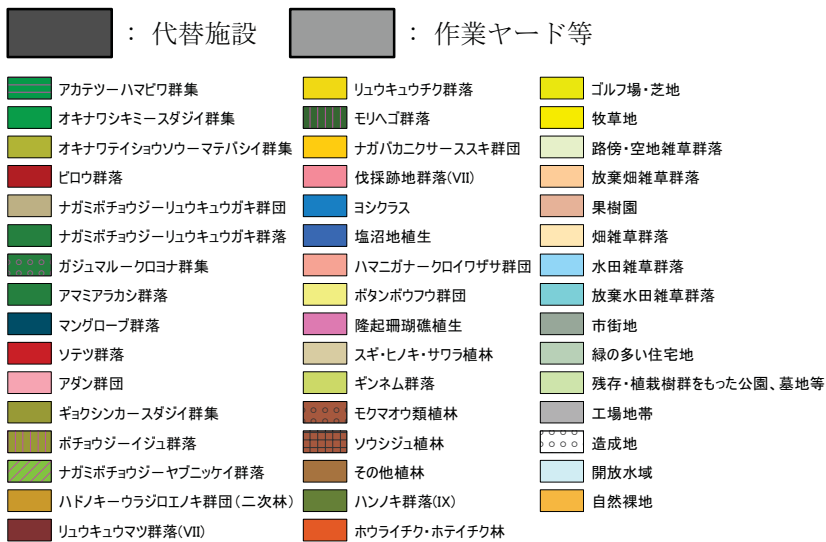 ： 代替施設
： 作業ヤード等
アカテツーハマビワ群集
オキナワシキミースダジイ群集
オキナワテイショウソウーマテバシイ群集
ビロウ群落
ナガミボチョウジーリュウキュウガキ群団
ナガミボチョウジーリュウキュウガキ群落
ガジュマルークロヨナ群集
アマミアラカシ群落
マングローブ群落
ソテツ群落
アダン群団
ギョクシンカースダジイ群集
ボチョウジーイジュ群落
ナガミボチョウジーヤブニッケイ群落
ハドノキーウラジロエノキ群団（二次林）
リュウキュウマツ群落(VII)
リュウキュウチク群落
モリヘゴ群落
ナガバカニクサーススキ群団
伐採跡地群落(VII)
ヨシクラス
塩沼地植生
ハマニガナークロイワザサ群団
ボタンボウフウ群団
隆起珊瑚礁植生
スギ・ヒノキ・サワラ植林
ギンネム群落
モクマオウ類植林
ソウシジュ植林
その他植林
ハンノキ群落(IX)
ホウライチク・ホテイチク林
ゴルフ場・芝地
牧草地
路傍・空地雑草群落
放棄畑雑草群落
果樹園
畑雑草群落
水田雑草群落
放棄水田雑草群落
市街地
緑の多い住宅地
残存・植栽樹群をもった公園、墓地等
工場地帯
造成地
開放水域
自然裸地